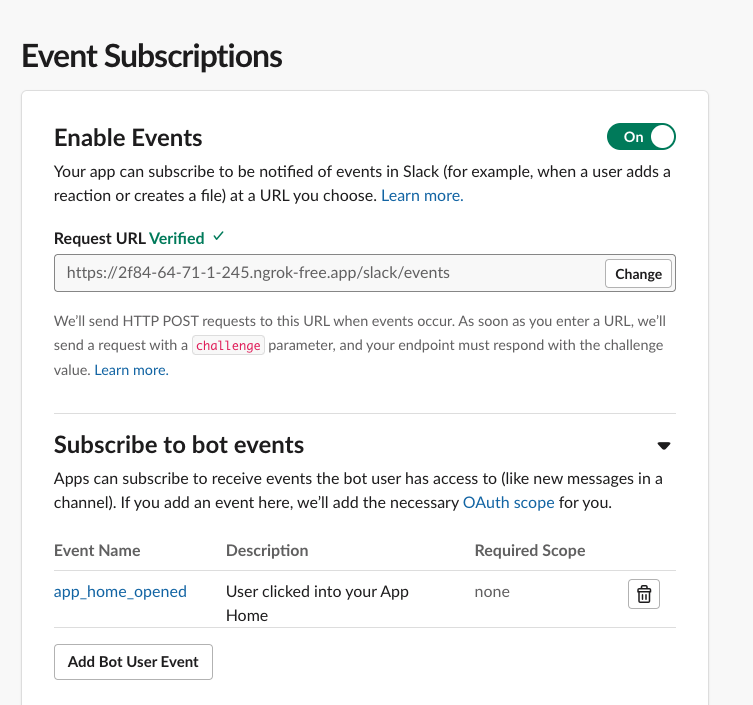 Event Subscriptions
Enable Events
On
Your app can subscribe to be notified of events in Slack (for example, when a user adds a
reaction or creates a file) at a URL you choose. Learn more.
Request URL Verified ✓
https://2f84-64-71-1-245.ngrok-free.app/slack/events
Change
We’ll send HTTP POST requests to this URL when events occur. As soon as you enter a URL, we’ll
send a request with a challenge parameter, and your endpoint must respond with the challenge
value. Learn more.
Subscribe to bot events
Apps can subscribe to receive events the bot user has access to (like new messages in a
channel). If you add an event here, we’ll add the necessary OAuth scope for you.
Event Name Description Required Scope
app_home_opened User clicked into your App none
Home
Add Bot User Event